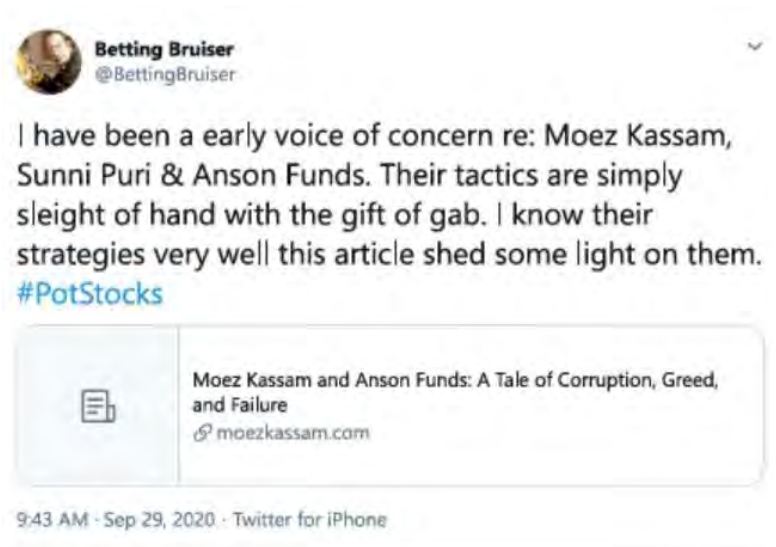 Betting Bruiser
@BettingBruiser
I have been a early voice of concern re: Moez Kassam,
Sunni Puri & Anson Funds. Their tactics are simply
sleight of hand with the gift of gab. I know their
strategies very well this article shed some light on them.
#PotStocks
Moez Kassam and Anson Funds: A Tale of Corruption, Greed,
and Failure
moezkassam.com
9:43 AM · Sep 29, 2020 · Twitter for iPhone